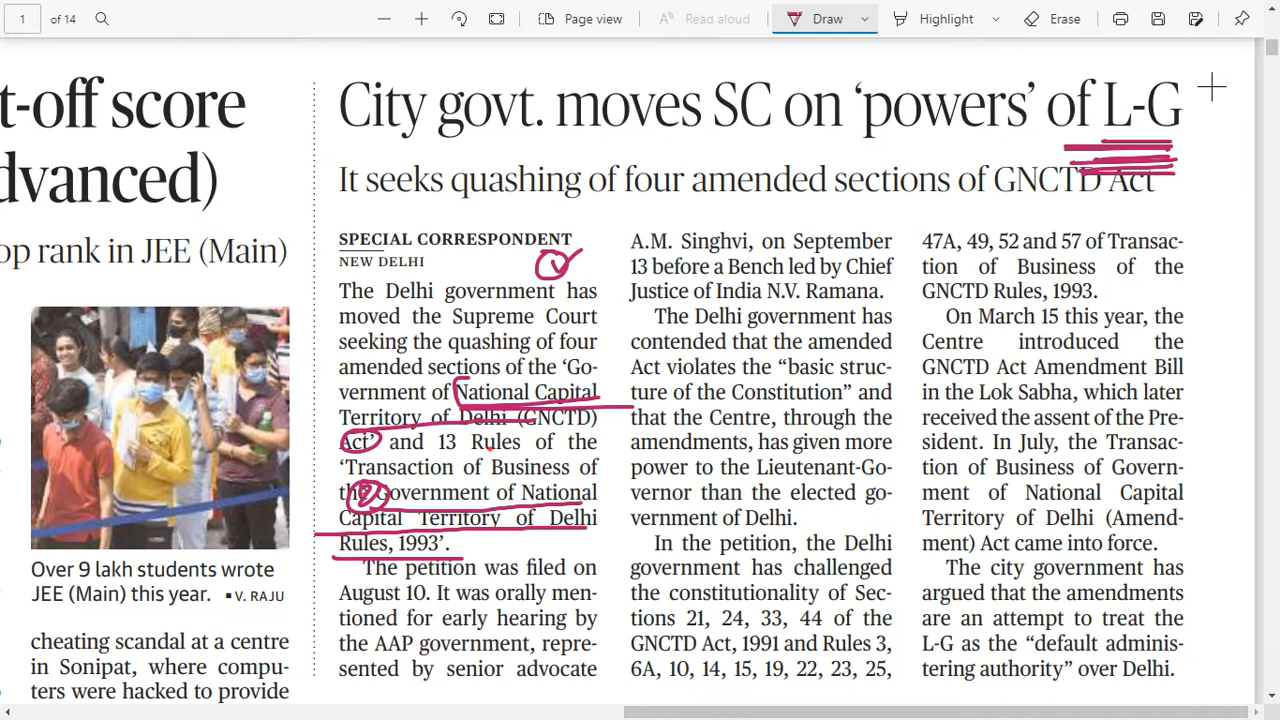 1
of 14
Page view
Read aloud
Draw
Highlight
Erase
t-off score
dvanced)
op rank in JEE (Main)
Over 9 lakh students wrote
JEE (Main) this year. ▪V. RAJU
cheating scandal at a centre
in Sonipat, where compu-
ters were hacked to provide
City govt. moves SC on ‘powers’ of L-G
It seeks quashing of four amended sections of GNCTD Act
SPECIAL CORRESPONDENT
NEW DELHI
The Delhi government has
moved the Supreme Court
seeking the quashing of four
amended sections of the ‘Go-
vernment of National Capital
Territory of Delhi (GNCTD)
Act’ and 13 Rules of the
‘Transaction of Business of
the Government of National
Capital Territory of Delhi
Rules, 1993’.
The petition was filed on
August 10. It was orally men-
tioned for early hearing by
the AAP government, repre-
sented by senior advocate
A.M. Singhvi, on September
13 before a Bench led by Chief
Justice of India N.V. Ramana.
The Delhi government has
contended that the amended
Act violates the “basic struc-
ture of the Constitution” and
that the Centre, through the
amendments, has given more
power to the Lieutenant-Go-
vernor than the elected go-
vernment of Delhi.
In the petition, the Delhi
government has challenged
the constitutionality of Sec-
tions 21, 24, 33, 44 of the
GNCTD Act, 1991 and Rules 3,
6A, 10, 14, 15, 19, 22, 23, 25,
47A, 49, 52 and 57 of Transac-
tion of Business of the
GNCTD Rules, 1993.
On March 15 this year, the
Centre introduced the
GNCTD Act Amendment Bill
in the Lok Sabha, which later
received the assent of the Pre-
sident. In July, the Transac-
tion of Business of Govern-
ment of National Capital
Territory of Delhi (Amend-
ment) Act came into force.
The city government has
argued that the amendments
are an attempt to treat the
L-G as the “default adminis-
tering authority” over Delhi.